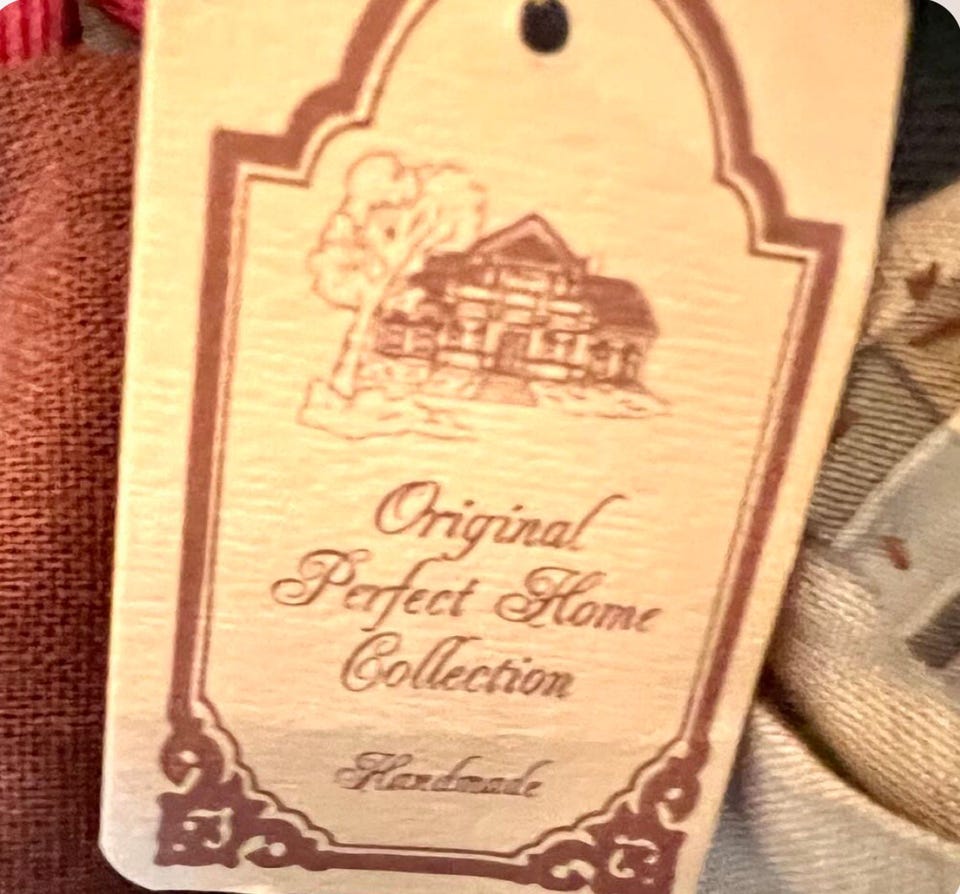 Original
Perfect Home
Collection
Handmade